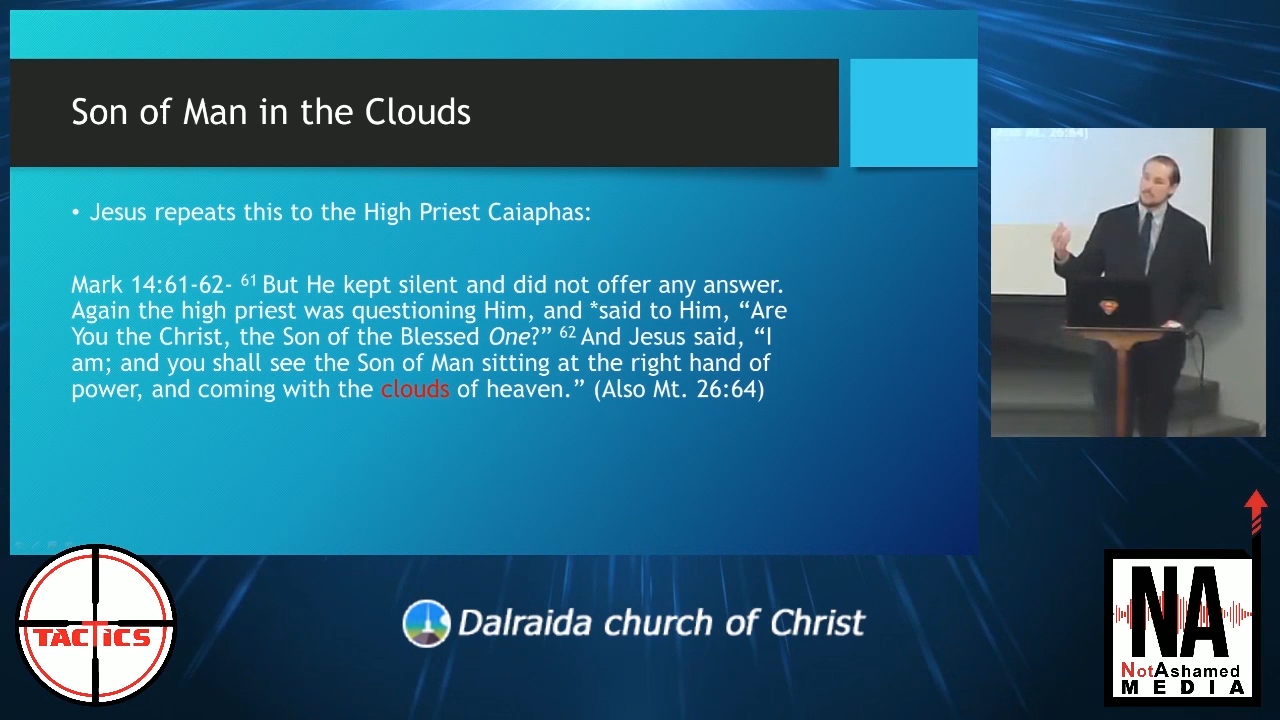 Son of Man in the Clouds
• Jesus repeats this to the High Priest Caiaphas:
Mark 14:61-62- 61 But He kept silent and did not offer any answer.
Again the high priest was questioning Him, and *said to Him, “Are
You the Christ, the Son of the Blessed One?” 62 And Jesus said, “I
am; and you shall see the Son of Man sitting at the right hand of
power, and coming with the clouds of heaven.” (Also Mt. 26:64)
Mt. 26:64)
TACTICS
Dalraida church of Christ
NA
NotAshamed
MEDIA